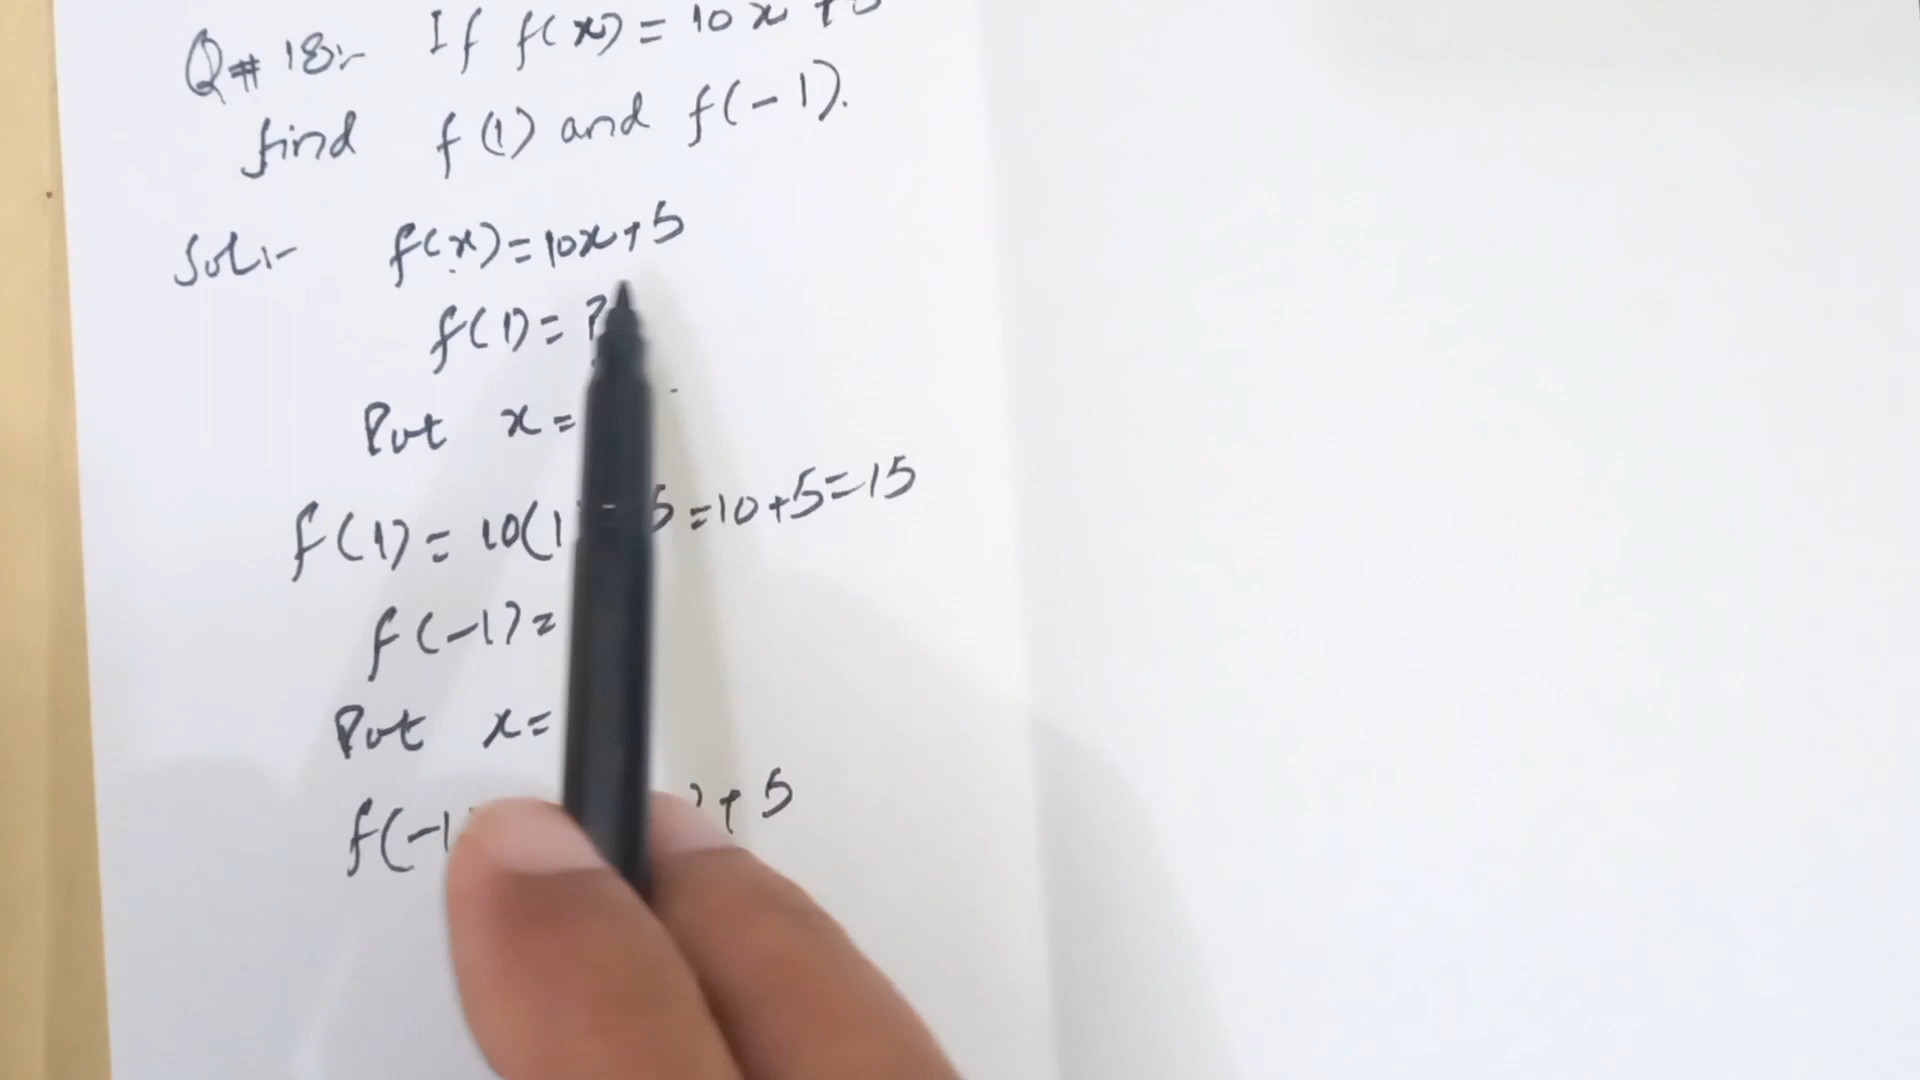 Q# 18:- If f(x) = 10x +5
find f(1) and f(-1).
Sol:- f(x)=10x+5
f(1)= ?
Put x=
f(1)= 10(1 5=10+5=15
f(-1)=
Put x=
f(-1 )+5